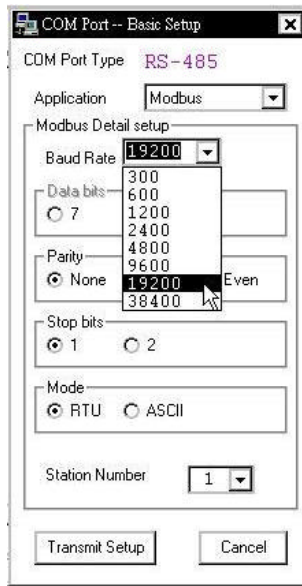 COM Port -- Basic Setup
COM Port Type RS-485
Application Modbus
Modbus Detail setup
Baud Rate 19200
300
600
1200
2400
4800
9600
19200
38400
Data bits
7
Parity
None Even
Stop bits
1 2
Mode
RTU ASCII
Station Number 1
Transmit Setup Cancel